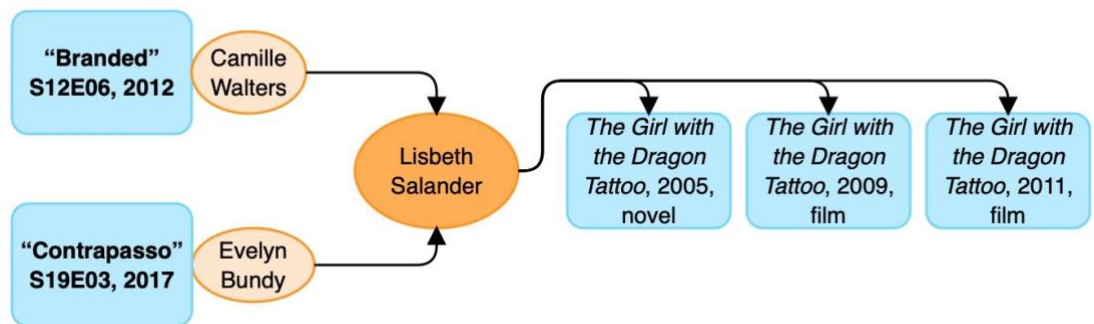 “Branded”
S12E06, 2012
Camille
Walters
Lisbeth
Salander
The Girl with
the Dragon
Tattoo, 2005,
novel
The Girl with
the Dragon
Tattoo, 2009,
film
The Girl with
the Dragon
Tattoo, 2011,
film
“Contrapasso”
S19E03, 2017
Evelyn
Bundy